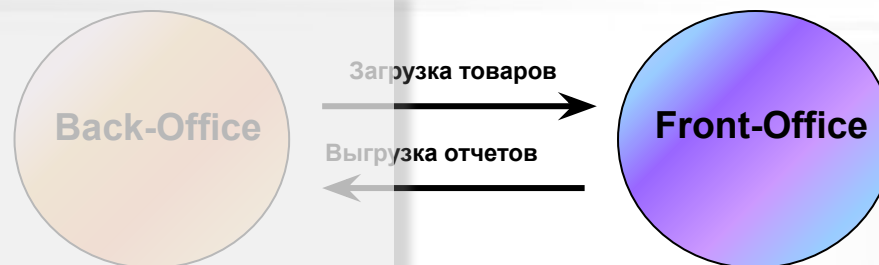 Загрузка товаров
Back-Office
Front-Office
Выгрузка отчетов